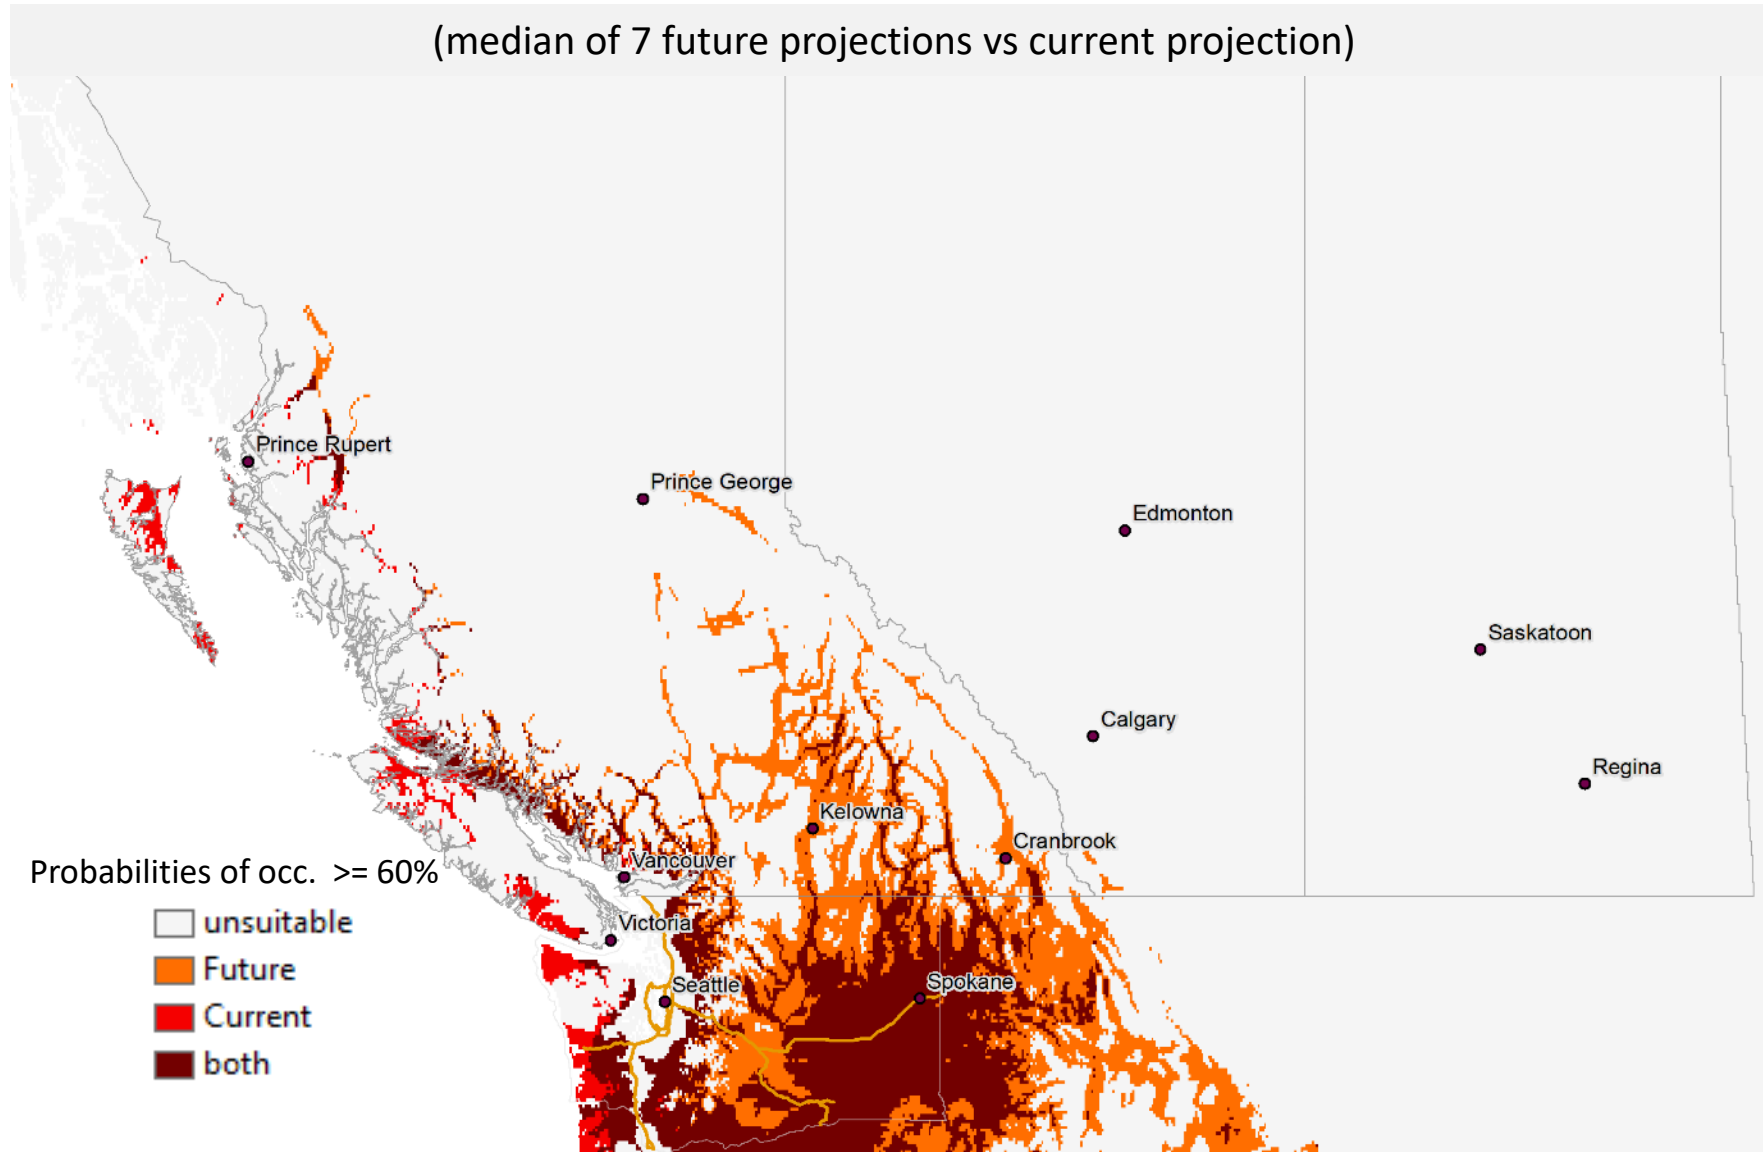 (median of 7 future projections vs current projection)
Prince Rupert
Prince George
Edmonton
Saskatoon
Calgary
Regina
Kelowna
Cranbrook
Vancouver
Probabilities of occ. >= 60%
unsuitable
Victoria
Future
Seattle
Spokane
Current
both